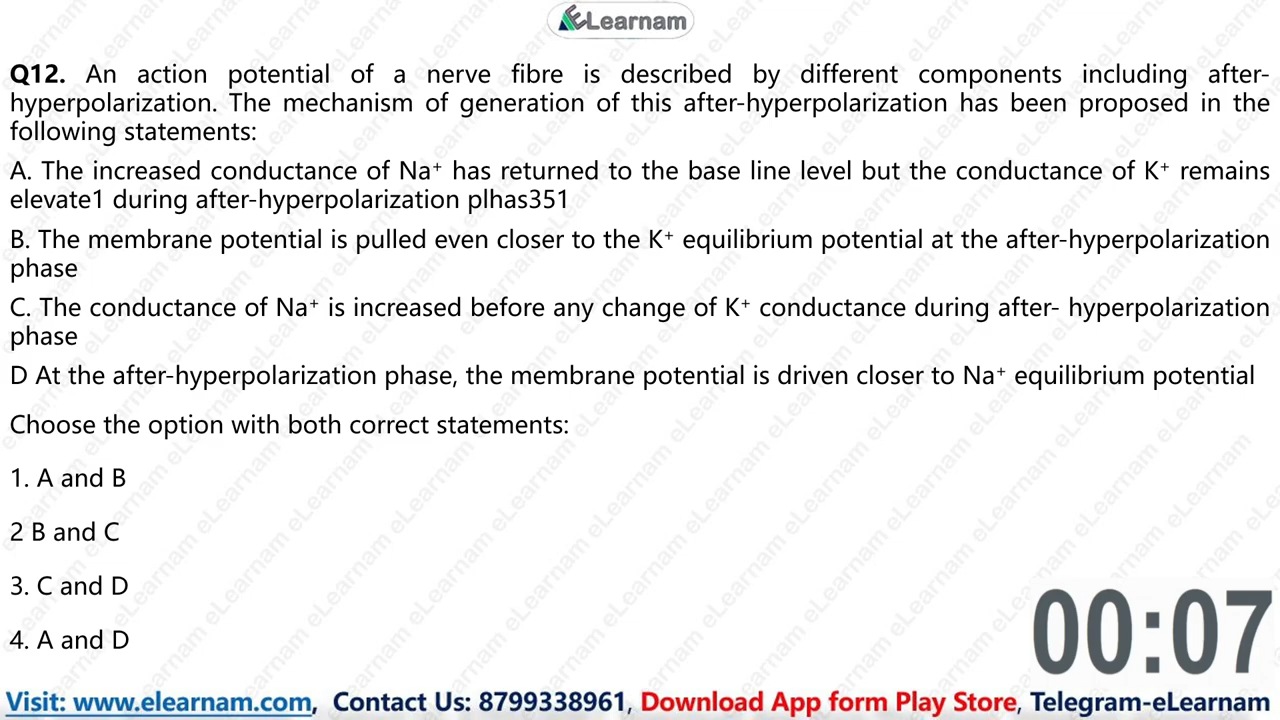 eLearnam
Q12. An action potential of a nerve fibre is described by different components including after-
hyperpolarization. The mechanism of generation of this after-hyperpolarization has been proposed in the
following statements:
A. The increased conductance of Na⁺ has returned to the base line level but the conductance of K⁺ remains
elevate1 during after-hyperpolarization plhas351
B. The membrane potential is pulled even closer to the K⁺ equilibrium potential at the after-hyperpolarization
phase
C. The conductance of Na⁺ is increased before any change of K⁺ conductance during after- hyperpolarization
phase
D At the after-hyperpolarization phase, the membrane potential is driven closer to Na⁺ equilibrium potential
Choose the option with both correct statements:
1. A and B
2 B and C
3. C and D
4. A and D
00:07
Visit: www.elearnam.com, Contact Us: 8799338961, Download App form Play Store, Telegram-eLearnam